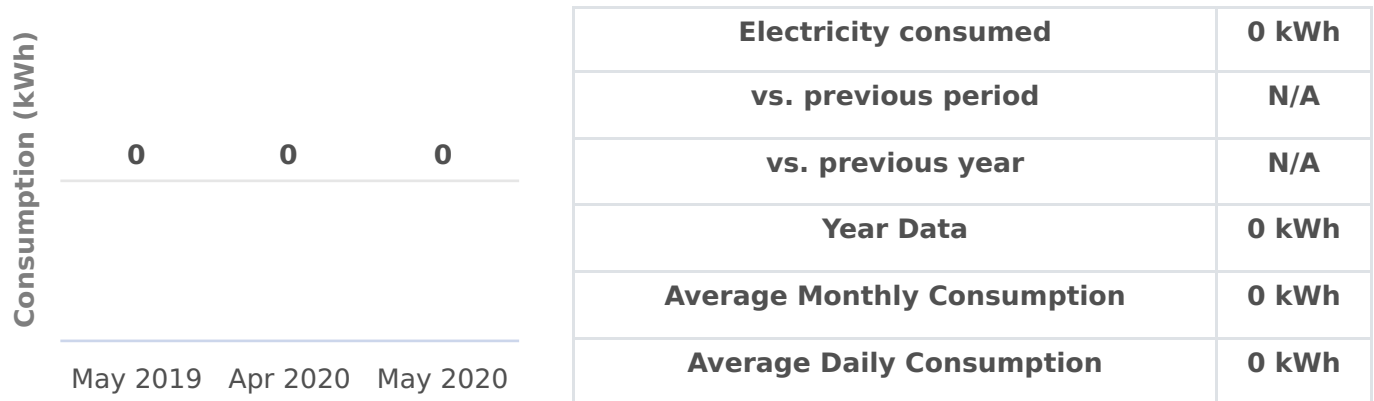 Consumption (kWh)
0 0 0
May 2019 Apr 2020 May 2020
Electricity consumed 0 kWh
vs. previous period N/A
vs. previous year N/A
Year Data 0 kWh
Average Monthly Consumption 0 kWh
Average Daily Consumption 0 kWh